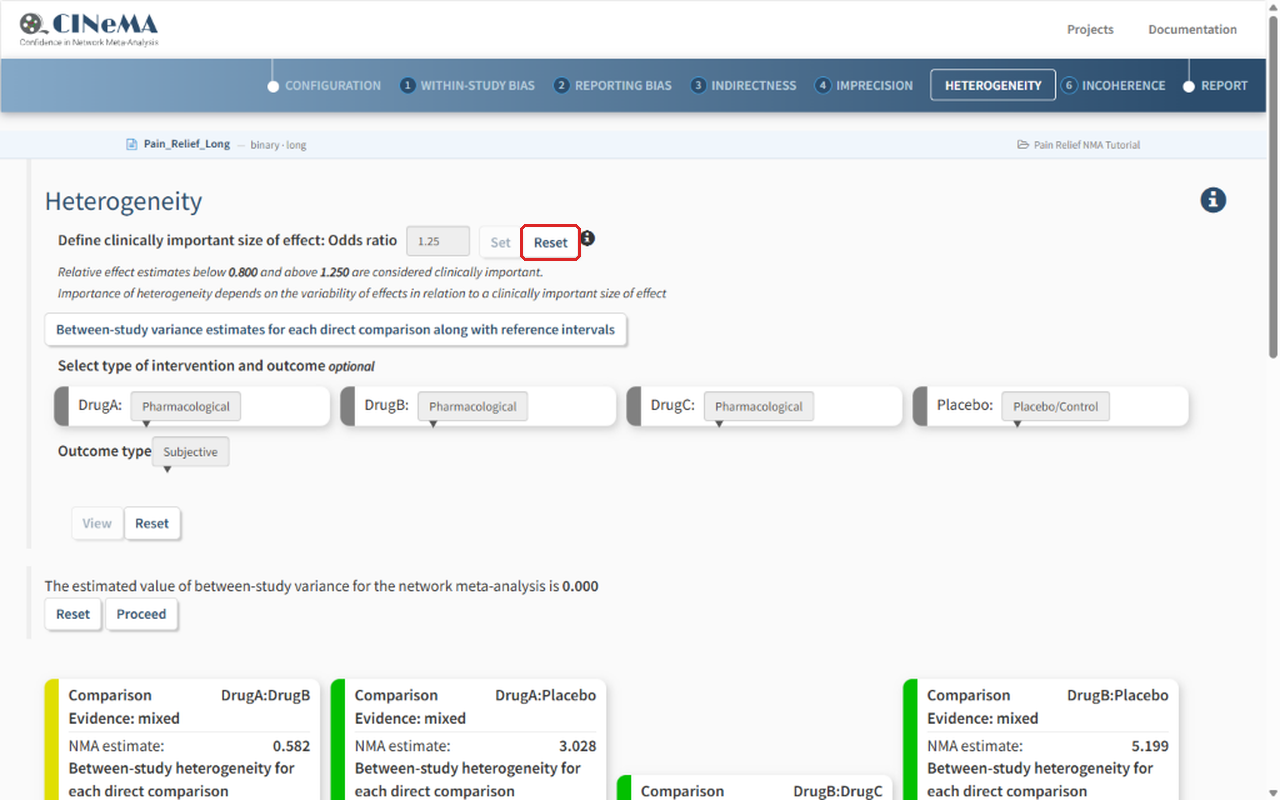 CINeMA
Confidence in Network Meta-Analysis
Projects
Documentation
CONFIGURATION
1 WITHIN-STUDY BIAS
2 REPORTING BIAS
3 INDIRECTNESS
4 IMPRECISION
HETEROGENEITY
6 INCOHERENCE
REPORT
Pain_Relief_Long — binary · long
Pain Relief NMA Tutorial
Heterogeneity
Define clinically important size of effect: Odds ratio 1.25 Set Reset
Relative effect estimates below 0.800 and above 1.250 are considered clinically important.
Importance of heterogeneity depends on the variability of effects in relation to a clinically important size of effect
Between-study variance estimates for each direct comparison along with reference intervals
Select type of intervention and outcome optional
DrugA: Pharmacological
DrugB: Pharmacological
DrugC: Pharmacological
Placebo: Placebo/Control
Outcome type Subjective
View Reset
The estimated value of between-study variance for the network meta-analysis is 0.000
Reset Proceed
Comparison DrugA:DrugB
Evidence: mixed
NMA estimate: 0.582
Between-study heterogeneity for
each direct comparison
Comparison DrugA:Placebo
Evidence: mixed
NMA estimate: 3.028
Between-study heterogeneity for
each direct comparison
Comparison DrugB:DrugC
Comparison DrugB:Placebo
Evidence: mixed
NMA estimate: 5.199
Between-study heterogeneity for
each direct comparison